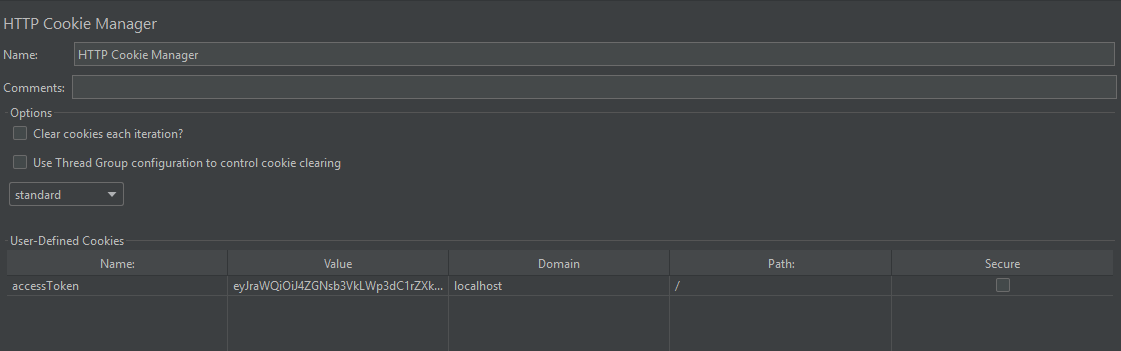 HTTP Cookie Manager
Name: HTTP Cookie Manager
Comments:
Options
Clear cookies each iteration?
Use Thread Group configuration to control cookie clearing
standard
User-Defined Cookies
Name: Value Domain Path: Secure
accessToken eyJraWQiOiJ4ZGNsb3VkLWp3dC1rZXk... localhost /